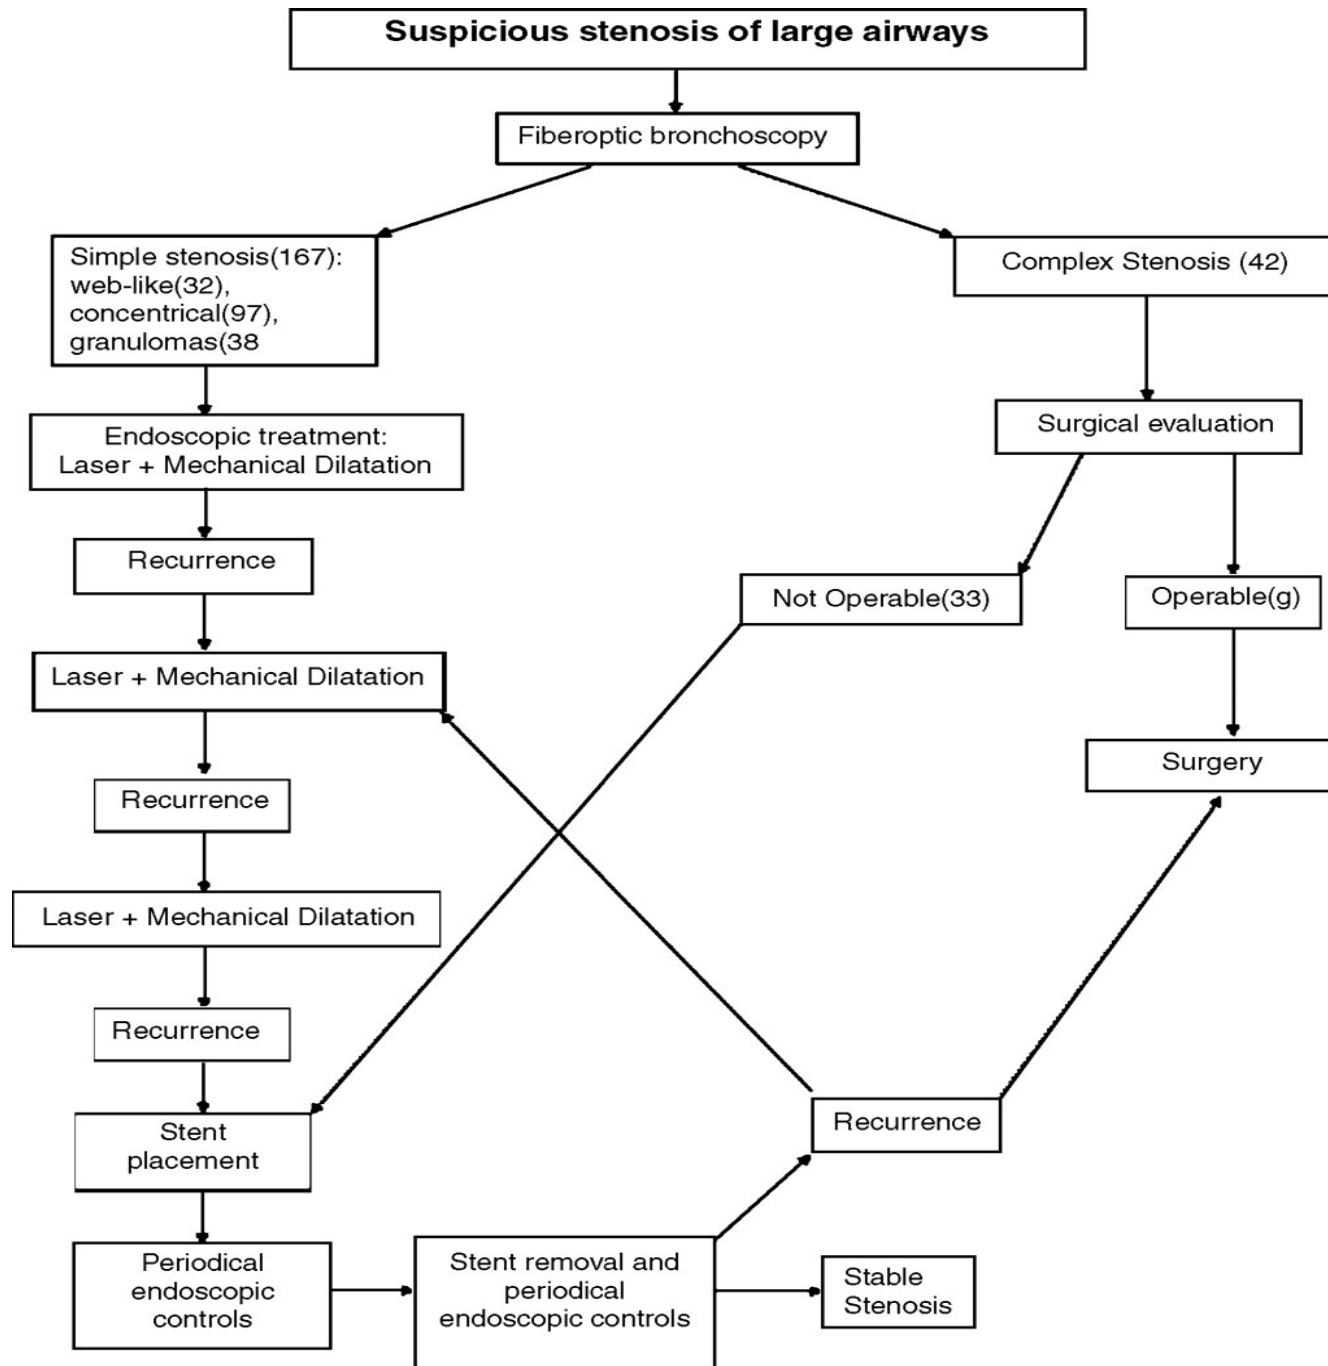 Suspicious stenosis of large airways
Fiberoptic bronchoscopy
Simple stenosis(167):
web-like(32),
concentrical(97),
granulomas(38
Complex Stenosis (42)
Endoscopic treatment:
Laser + Mechanical Dilatation
Surgical evaluation
Recurrence
Not Operable(33)
Operable(g)
Laser + Mechanical Dilatation
Surgery
Recurrence
Laser + Mechanical Dilatation
Recurrence
Stent
placement
Recurrence
Periodical
endoscopic
controls
Stent removal and
periodical
endoscopic controls
Stable
Stenosis